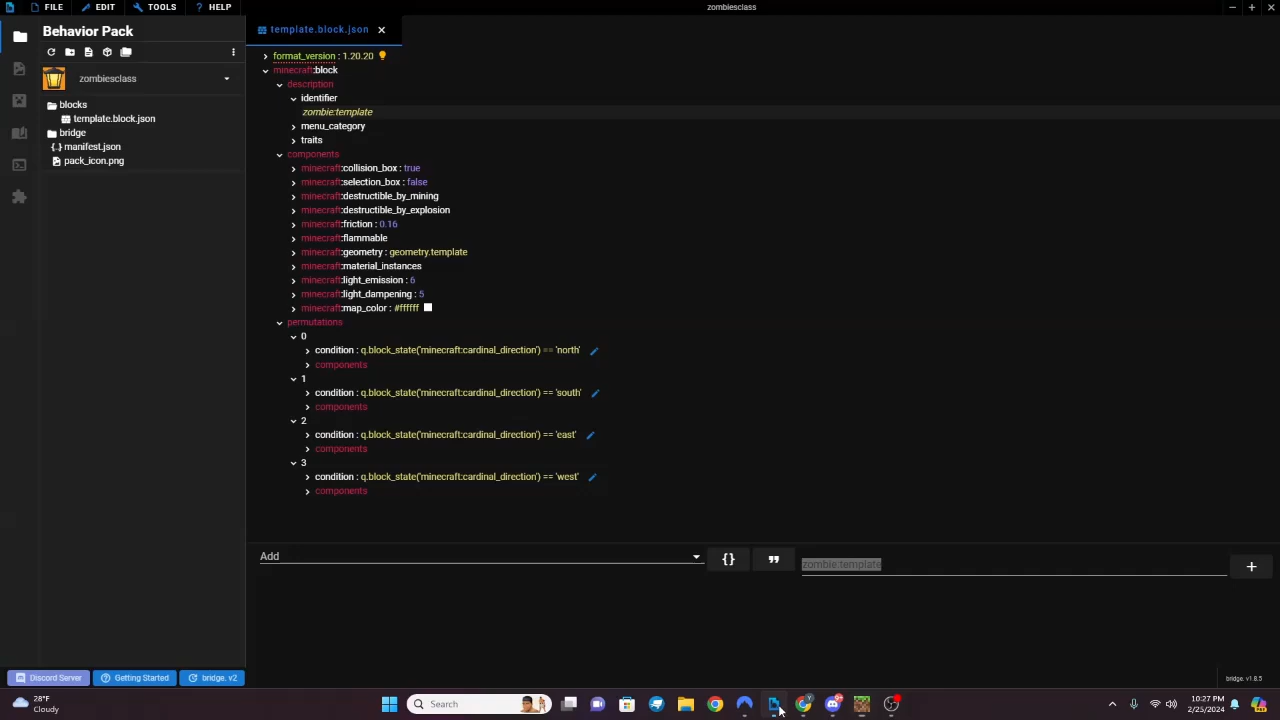 FILE EDIT TOOLS HELP zombiesclass
Behavior Pack
template.block.json
zombiesclass
blocks
template.block.json
bridge
manifest.json
pack_icon.png
format_version : 1.20.20
minecraft:block
description
identifier
zombie:template
menu_category
traits
components
minecraft:collision_box : true
minecraft:selection_box : false
minecraft:destructible_by_mining
minecraft:destructible_by_explosion
minecraft:friction : 0.16
minecraft:flammable
minecraft:geometry : geometry.template
minecraft:material_instances
minecraft:light_emission : 6
minecraft:light_dampening : 5
minecraft:map_color : #ffffff
permutations
0
condition : q.block_state('minecraft:cardinal_direction') == 'north'
components
1
condition : q.block_state('minecraft:cardinal_direction') == 'south'
components
2
condition : q.block_state('minecraft:cardinal_direction') == 'east'
components
3
condition : q.block_state('minecraft:cardinal_direction') == 'west'
components
Add {} zombie:template +
Discord Server Getting Started bridge. v2
bridge. v1.8.5
28°F
Cloudy
Search
10:27 PM
2/25/2024